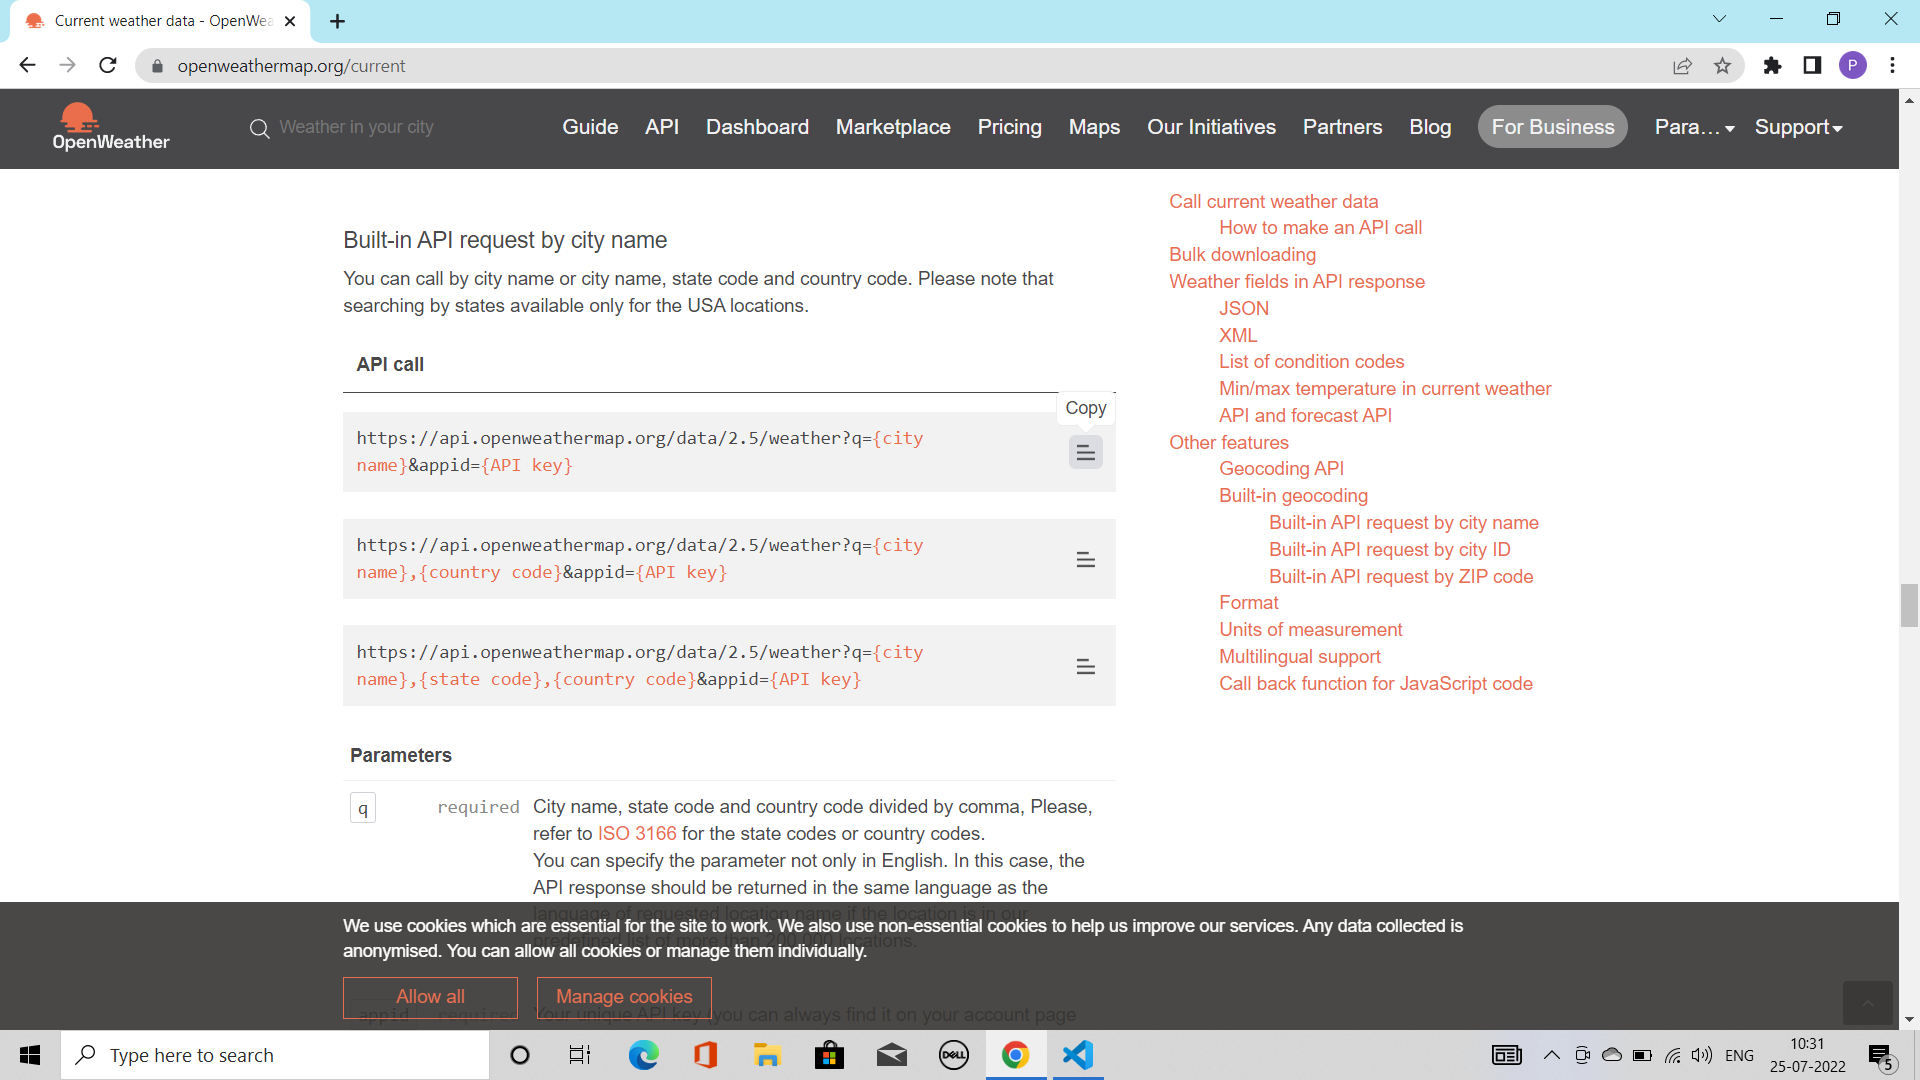 Current weather data - OpenWea
openweathermap.org/current
P
OpenWeather
Weather in your city
Guide
API
Dashboard
Marketplace
Pricing
Maps
Our Initiatives
Partners
Blog
For Business
Para...
Support
Built-in API request by city name
You can call by city name or city name, state code and country code. Please note that
searching by states available only for the USA locations.
API call
Copy
https://api.openweathermap.org/data/2.5/weather?q={city
name}&appid={API key}
https://api.openweathermap.org/data/2.5/weather?q={city
name},{country code}&appid={API key}
https://api.openweathermap.org/data/2.5/weather?q={city
name},{state code},{country code}&appid={API key}
Parameters
q
required
City name, state code and country code divided by comma, Please,
refer to ISO 3166 for the state codes or country codes.
You can specify the parameter not only in English. In this case, the
API response should be returned in the same language as the
language of requested location name if the location is in our
predefined list of more than 200,000 locations.
appid
required
Your unique API key (you can always find it on your account page
Call current weather data
How to make an API call
Bulk downloading
Weather fields in API response
JSON
XML
List of condition codes
Min/max temperature in current weather
API and forecast API
Other features
Geocoding API
Built-in geocoding
Built-in API request by city name
Built-in API request by city ID
Built-in API request by ZIP code
Format
Units of measurement
Multilingual support
Call back function for JavaScript code
We use cookies which are essential for the site to work. We also use non-essential cookies to help us improve our services. Any data collected is
anonymised. You can allow all cookies or manage them individually.
Allow all
Manage cookies
Type here to search
DELL
ENG
10:31
25-07-2022
5